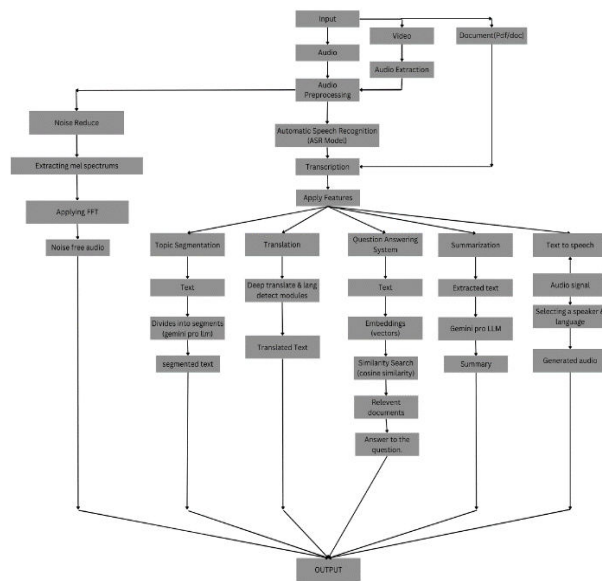 Input
Video
Document(Pdf/doc)
Audio
Audio Extraction
Audio
Preprocessing
Noise Reduce
Automatic Speech Recognition
(ASR Model)
Extracting mel spectrums
Transcription
Apply Features
Applying FFT
Noise free audio
Topic Segmentation
Translation
Question Answering
System
Summarization
Text to speech
Text
Deep translate & lang
detect modules
Text
Extracted text
Audio signal
Divides into segments
(gemini pro llm)
Translated Text
Embeddings
(vectors)
Gemini pro LLM
Selecting a speaker &
language
segmented text
Similarity Search
(cosine similarity)
Summary
Generated audio
Relevent
documents
Answer to the
question.
OUTPUT